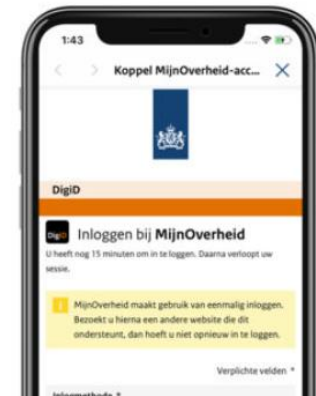 1:43
Koppel MijnOverheid-acc...
DigiD
DigiD Inloggen bij MijnOverheid
U heeft nog 15 minuten om in te loggen. Daarna verloopt uw
sessie.
MijnOverheid maakt gebruik van eenmalig inloggen.
Bezoekt u hierna een andere website die dit
ondersteunt, dan hoeft u niet opnieuw in te loggen.
Verplichte velden *
Inlogmethode *